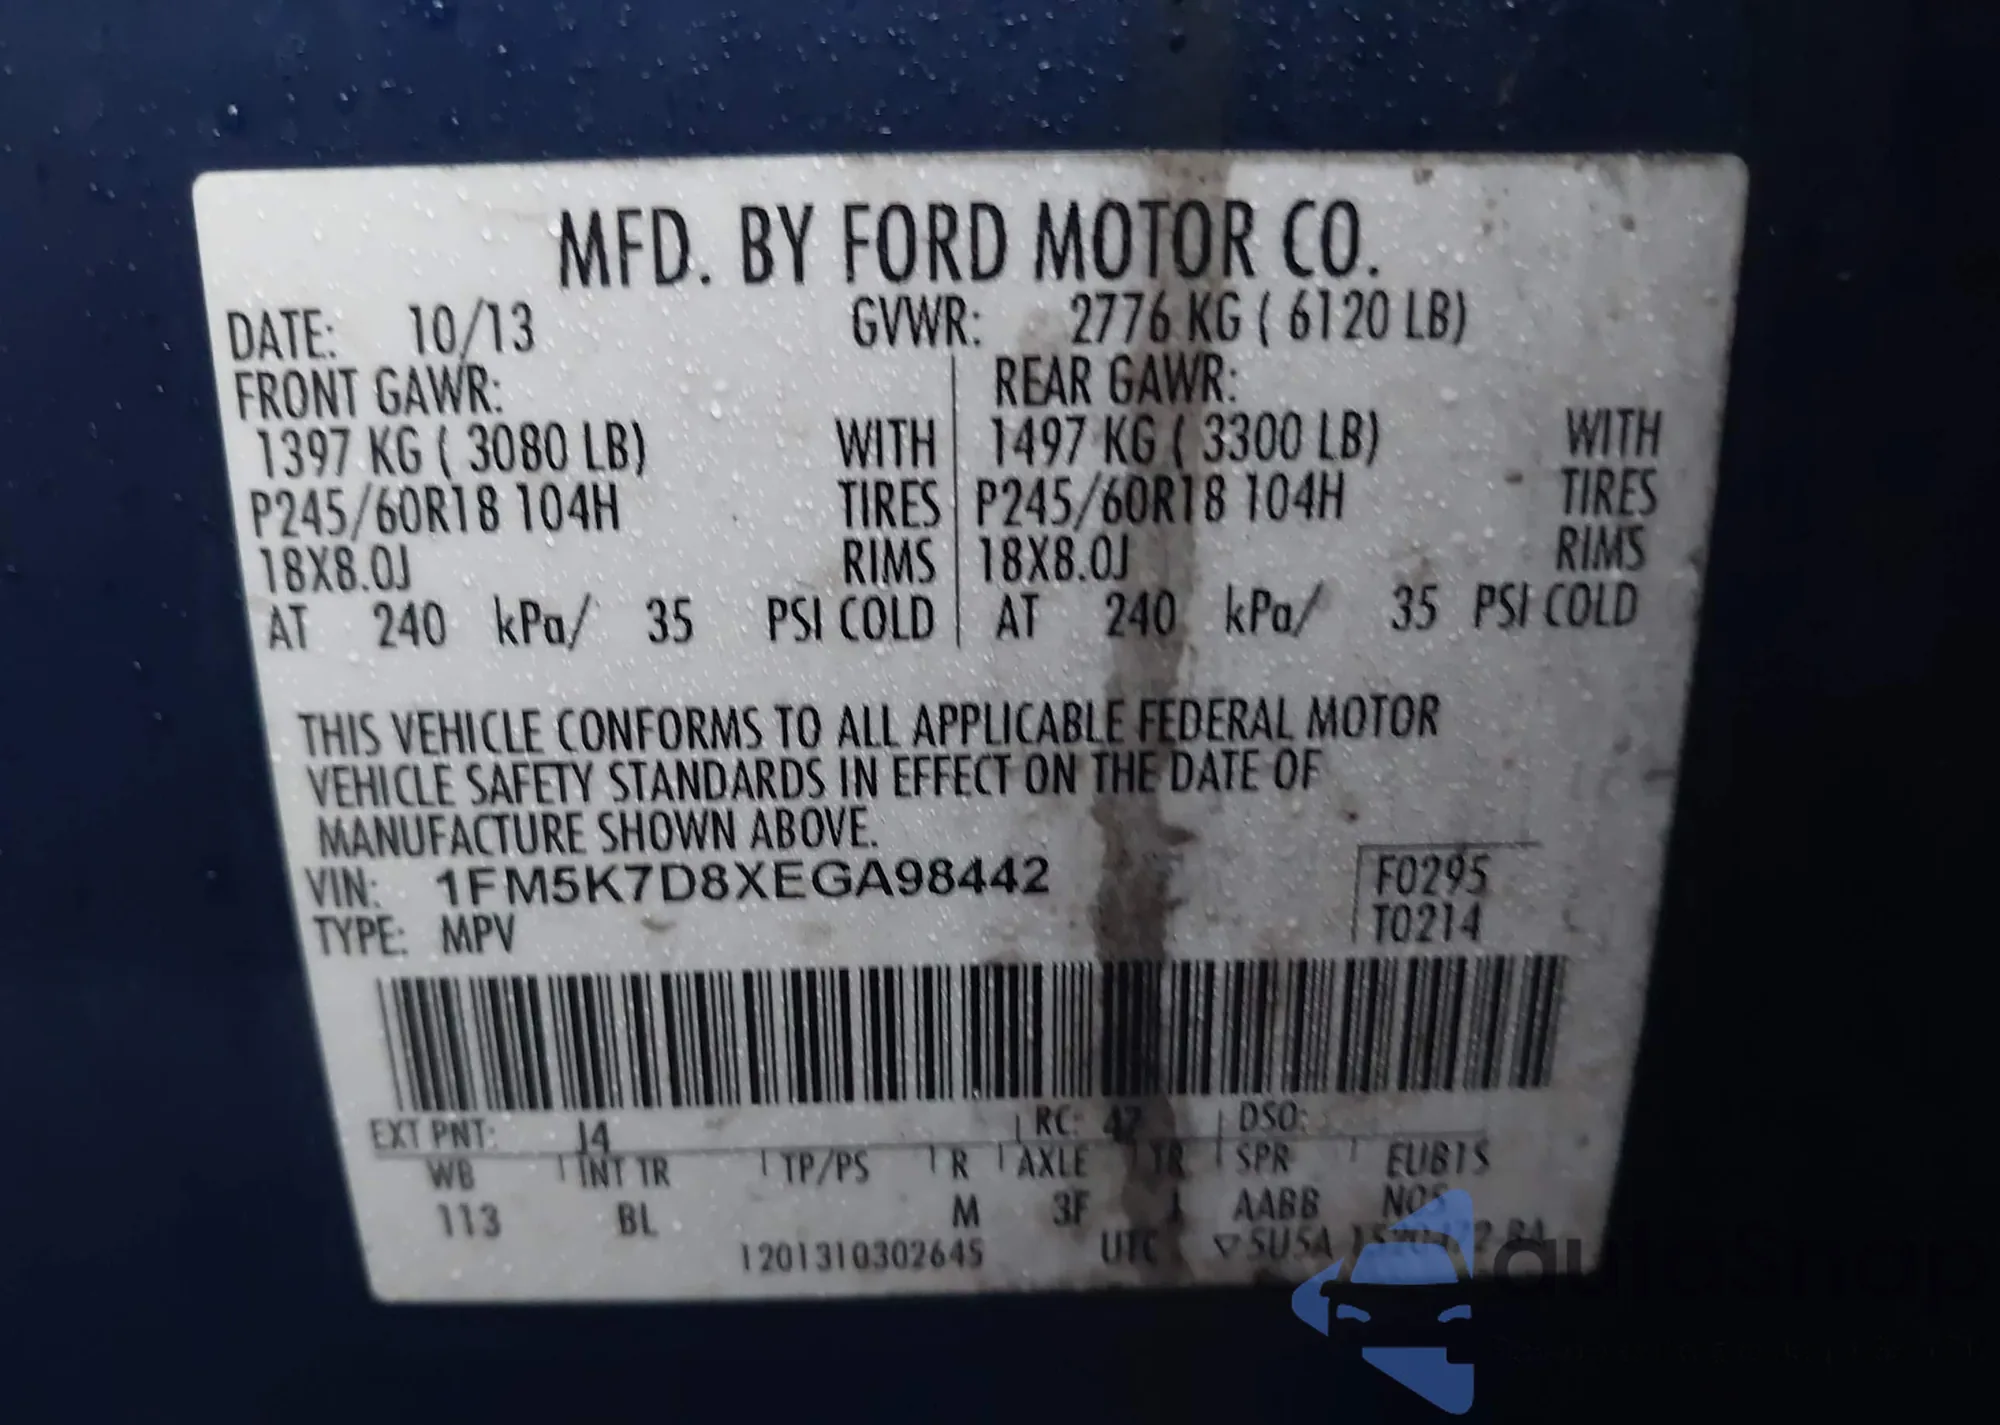 MFD. BY FORD MOTOR CO.
DATE: 10/13 GVWR: 2776 KG ( 6120 LB)
FRONT GAWR: REAR GAWR:
1397 KG ( 3080 LB) WITH 1497 KG ( 3300 LB) WITH
P245/60R18 104H TIRES P245/60R18 104H TIRES
18X8.0J RIMS 18X8.0J RIMS
AT 240 kPa/ 35 PSI COLD AT 240 kPa/ 35 PSI COLD
THIS VEHICLE CONFORMS TO ALL APPLICABLE FEDERAL MOTOR
VEHICLE SAFETY STANDARDS IN EFFECT ON THE DATE OF
MANUFACTURE SHOWN ABOVE.
VIN: 1FM5K7D8XEGA98442 F0295
TYPE: MPV T0214
EXT PNT: J4 RC: 47 DSO:
WB INT TR TP/PS R AXLE TR SPR
113 BL M 3F J AABB
1201310302645 UTC